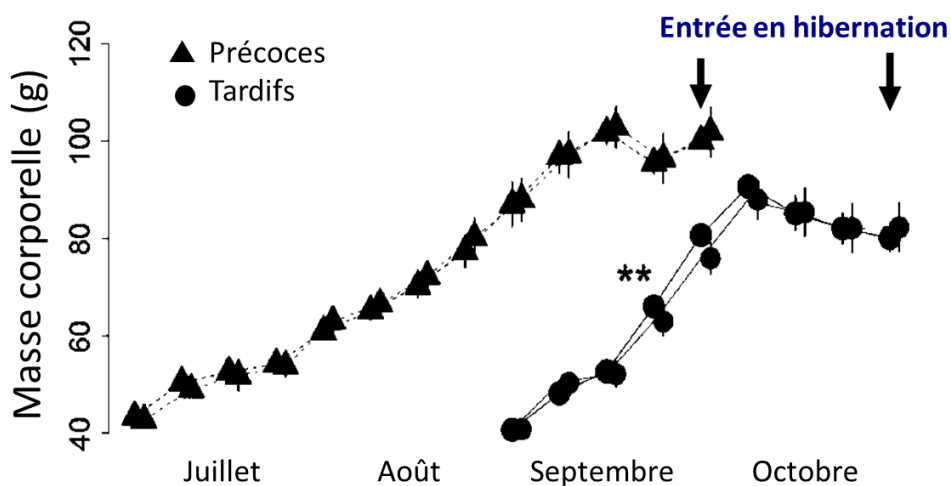 Entrée en hibernation
Précoces
Tardifs
Masse corporelle (g)
120
100
80
60
40
**
Juillet
Août
Septembre
Octobre